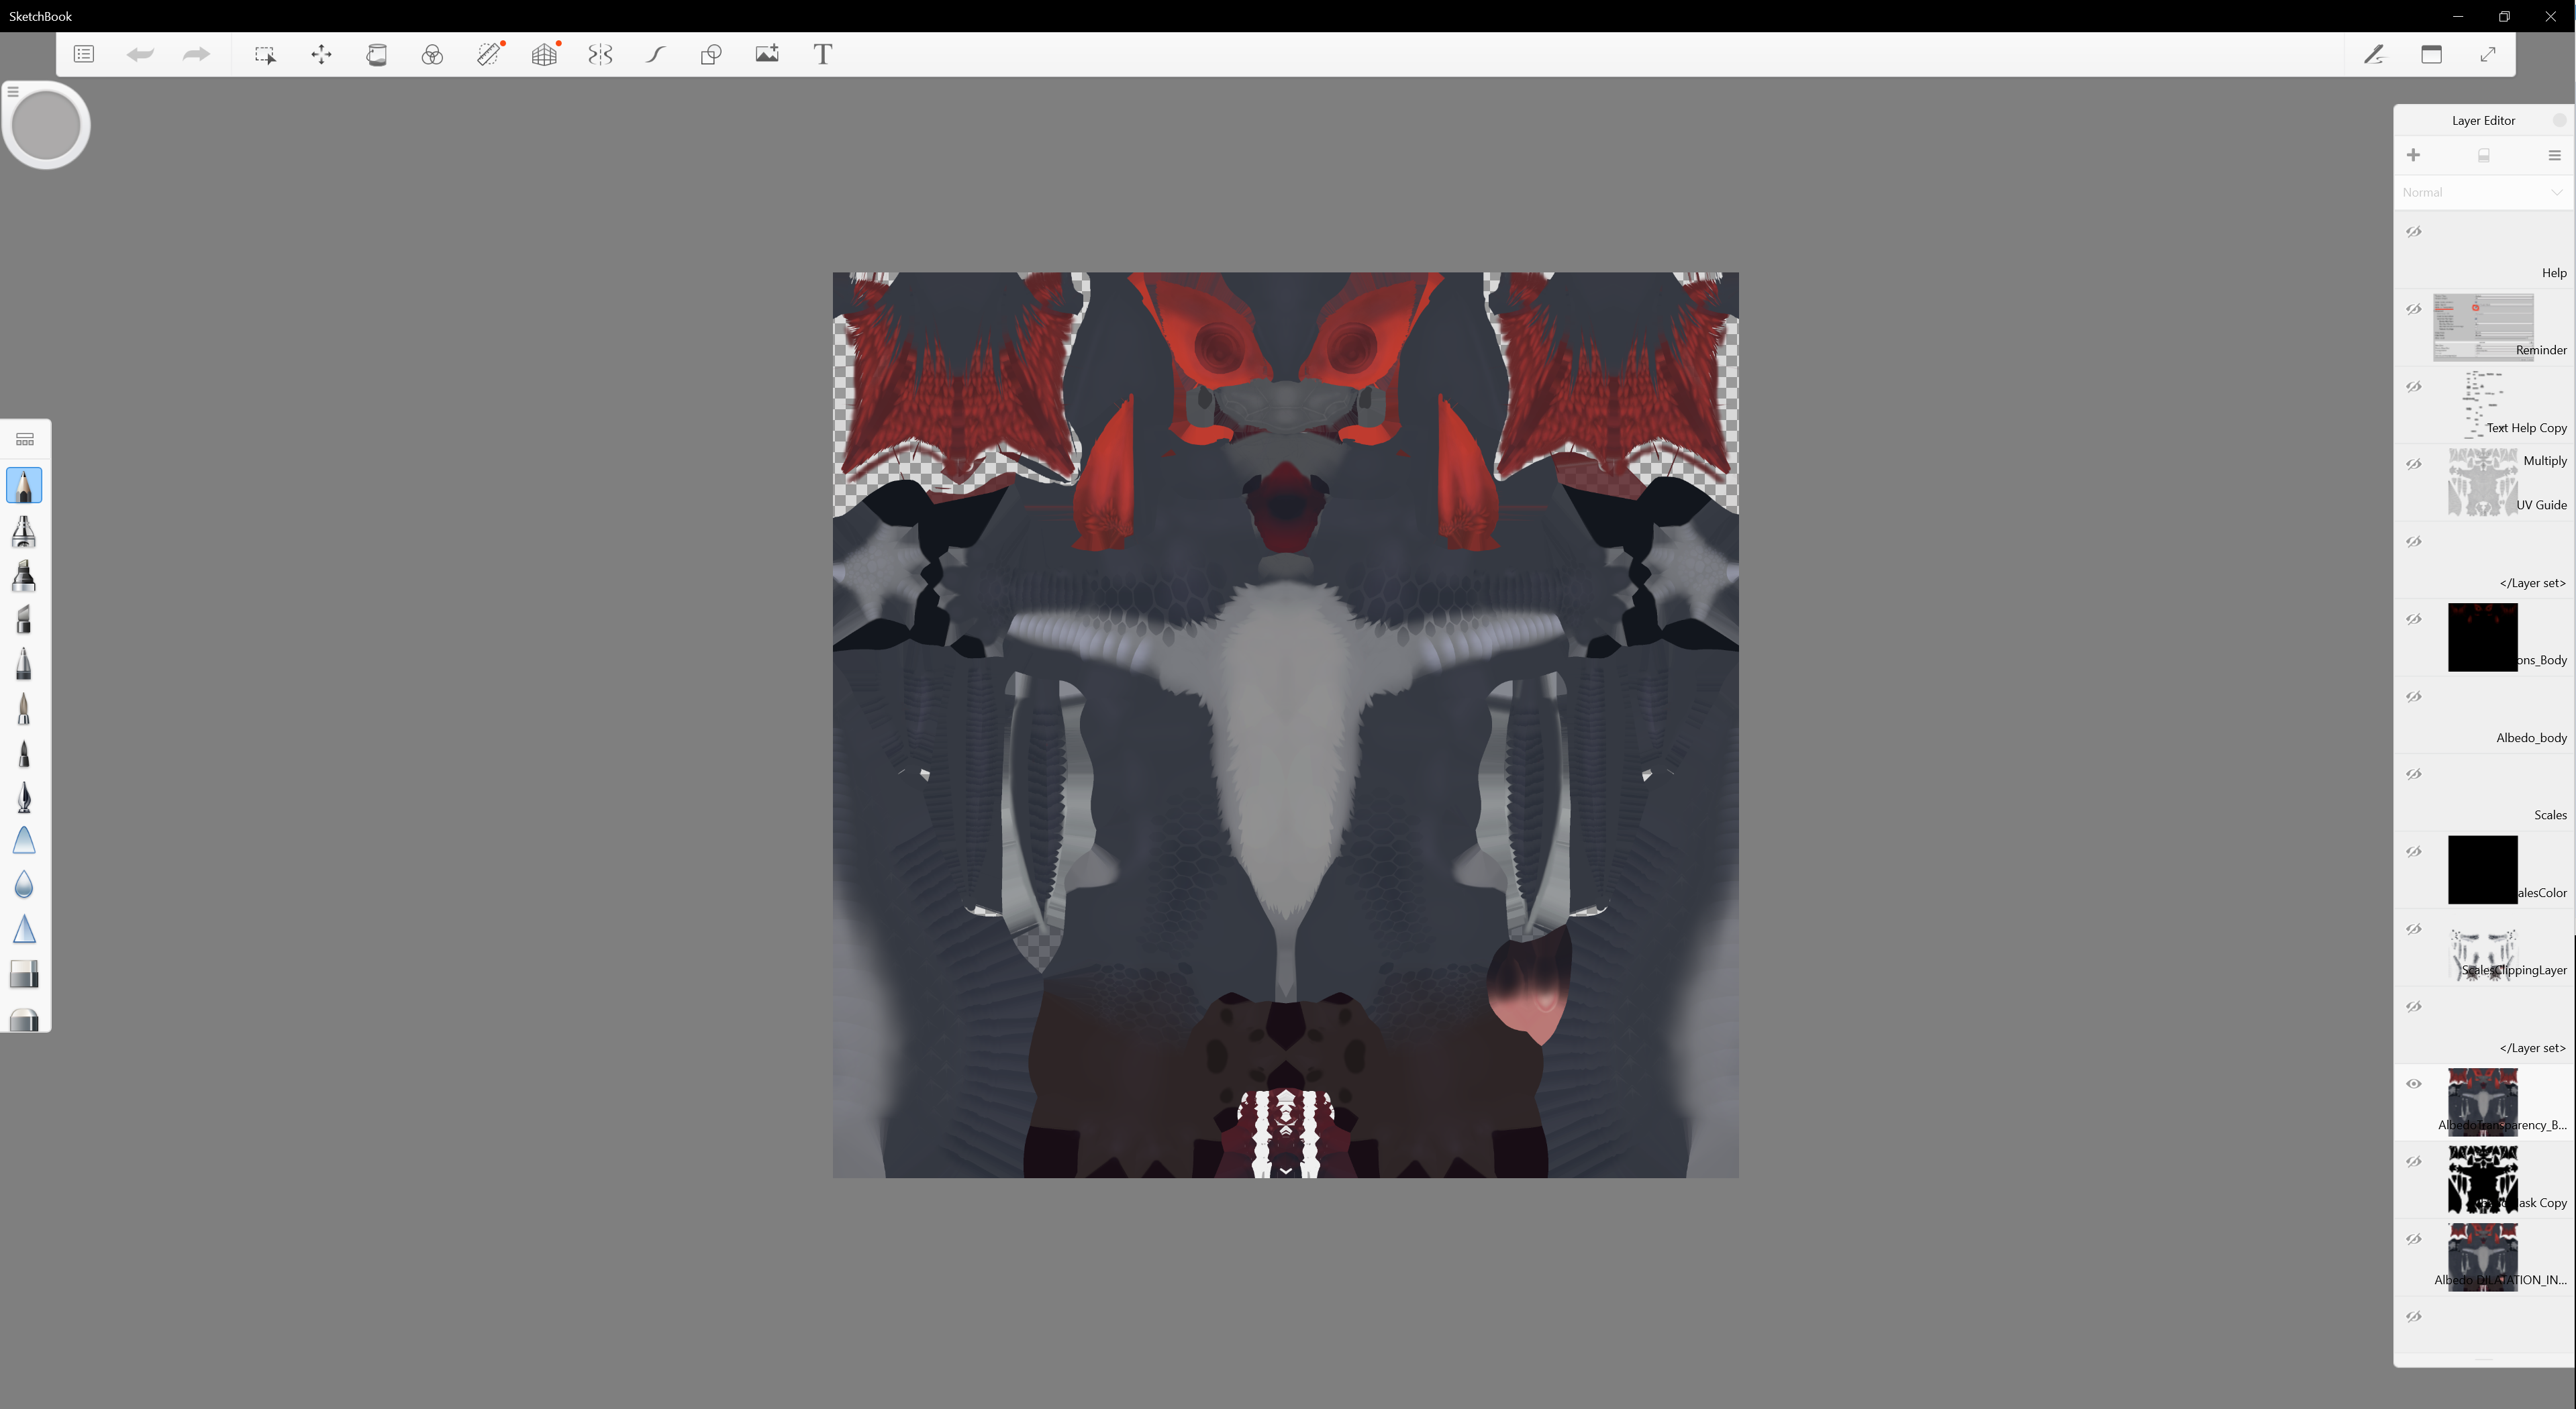 SketchBook
T
Layer Editor
Normal
Help
Reminder
Text Help Copy
Multiply
UV Guide
</Layer set>
ons_Body
Albedo_body
Scales
alesColor
ScalesClippingLayer
</Layer set>
AlbedoTransparency_B...
ask Copy
Albedo DILATATION_IN...